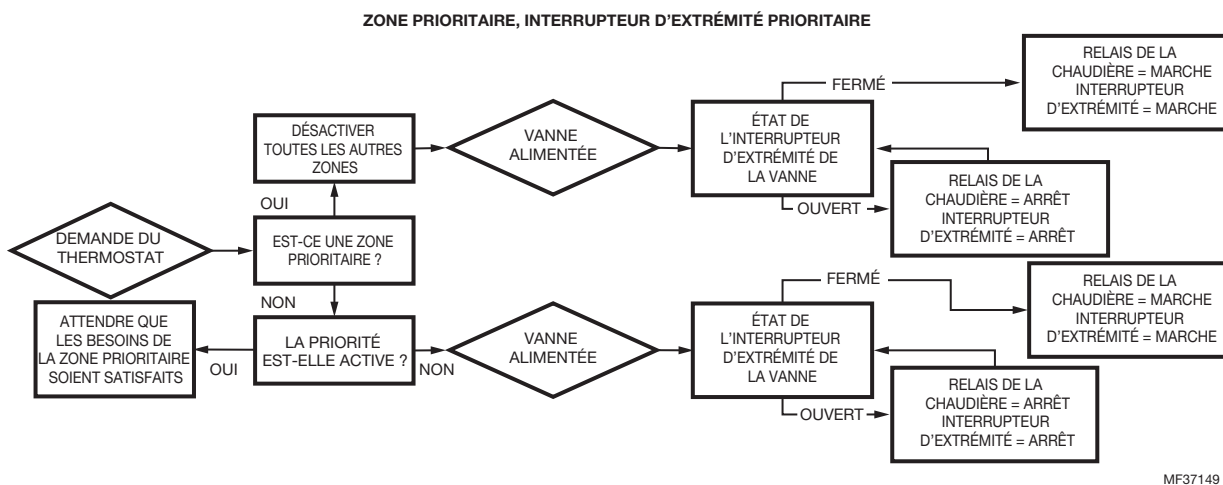 ZONE PRIORITAIRE, INTERRUPTEUR D'EXTRÉMITÉ PRIORITAIRE
DEMANDE DU
THERMOSTAT
EST-CE UNE ZONE
PRIORITAIRE ?
OUI
DÉSACTIVER
TOUTES LES AUTRES
ZONES
VANNE
ALIMENTÉE
ÉTAT DE
L'INTERRUPTEUR
D'EXTRÉMITÉ DE
LA VANNE
FERMÉ
RELAIS DE LA
CHAUDIÈRE = MARCHE
INTERRUPTEUR
D'EXTRÉMITÉ = MARCHE
OUVERT
RELAIS DE LA
CHAUDIÈRE = ARRÊT
INTERRUPTEUR
D'EXTRÉMITÉ = ARRÊT
NON
LA PRIORITÉ
EST-ELLE ACTIVE ?
OUI
ATTENDRE QUE
LES BESOINS DE
LA ZONE PRIORITAIRE
SOIENT SATISFAITS
NON
VANNE
ALIMENTÉE
ÉTAT DE
L'INTERRUPTEUR
D'EXTRÉMITÉ DE
LA VANNE
FERMÉ
RELAIS DE LA
CHAUDIÈRE = MARCHE
INTERRUPTEUR
D'EXTRÉMITÉ = MARCHE
OUVERT
RELAIS DE LA
CHAUDIÈRE = ARRÊT
INTERRUPTEUR
D'EXTRÉMITÉ = ARRÊT
MF37149